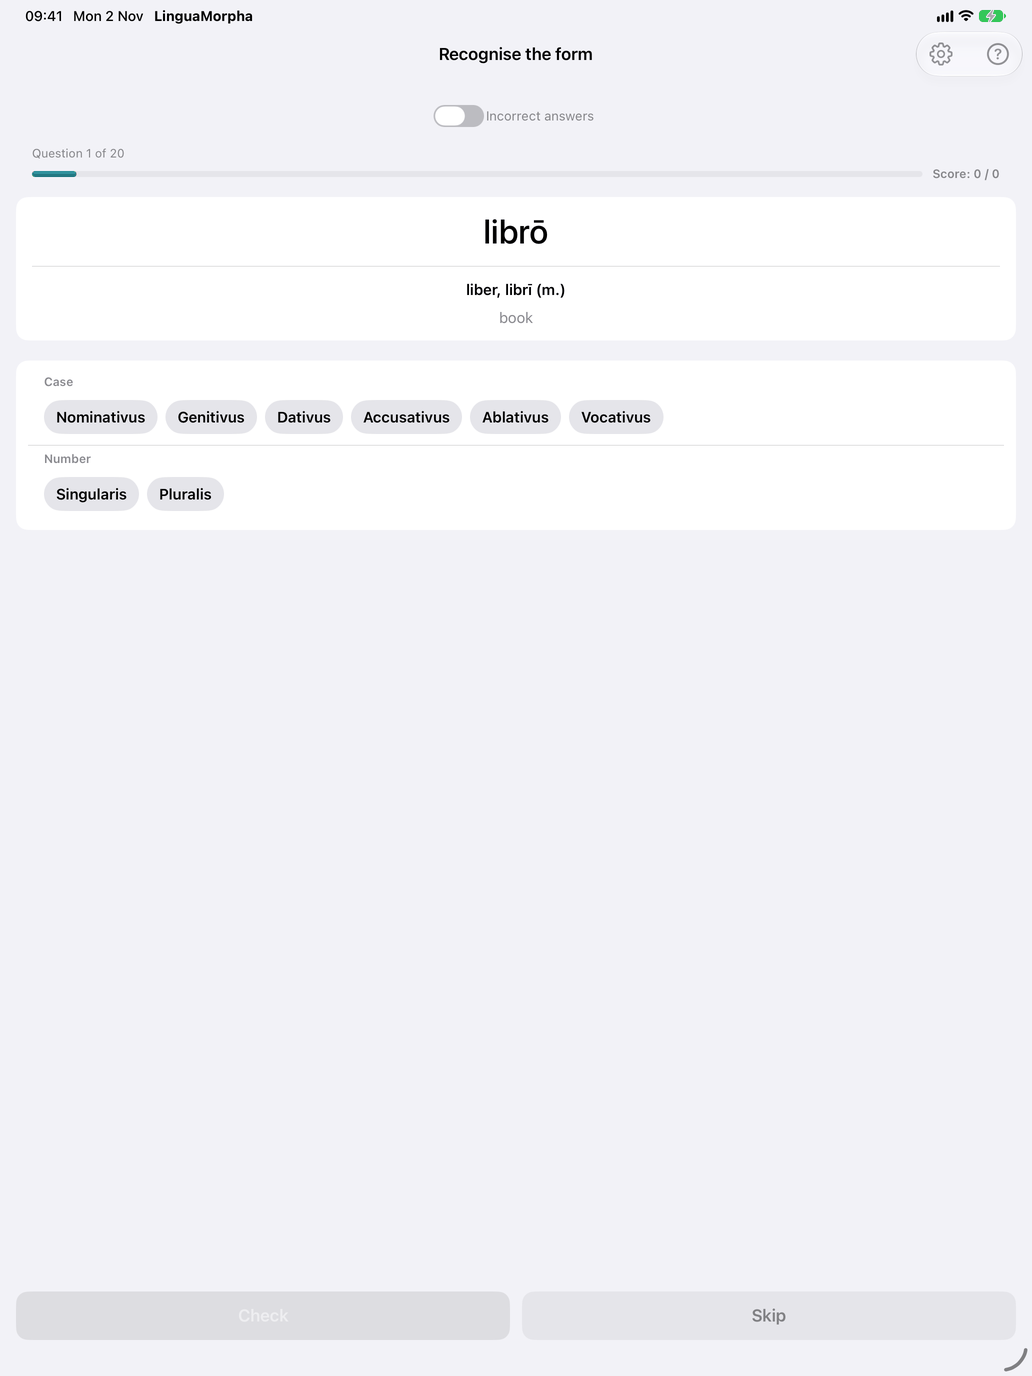 09:41 Mon 2 Nov LinguaMorpha
Recognise the form
Incorrect answers
Question 1 of 20
Score: 0 / 0
librō
liber, librī (m.)
book
Case
Nominativus Genitivus Dativus Accusativus Ablativus Vocativus
Number
Singularis Pluralis
Check Skip